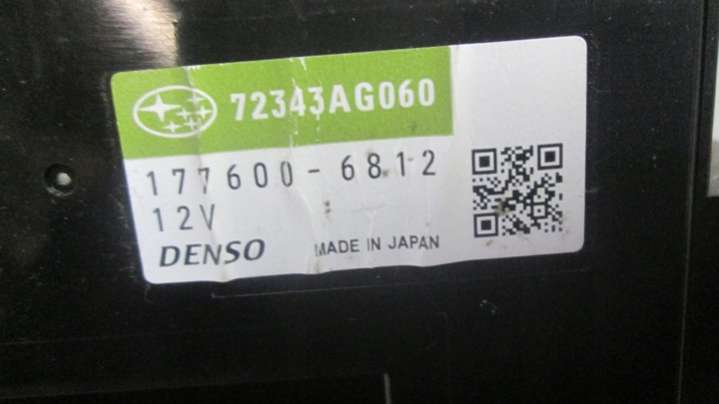 72343AG060
177600-6812
12V
DENSO MADE IN JAPAN